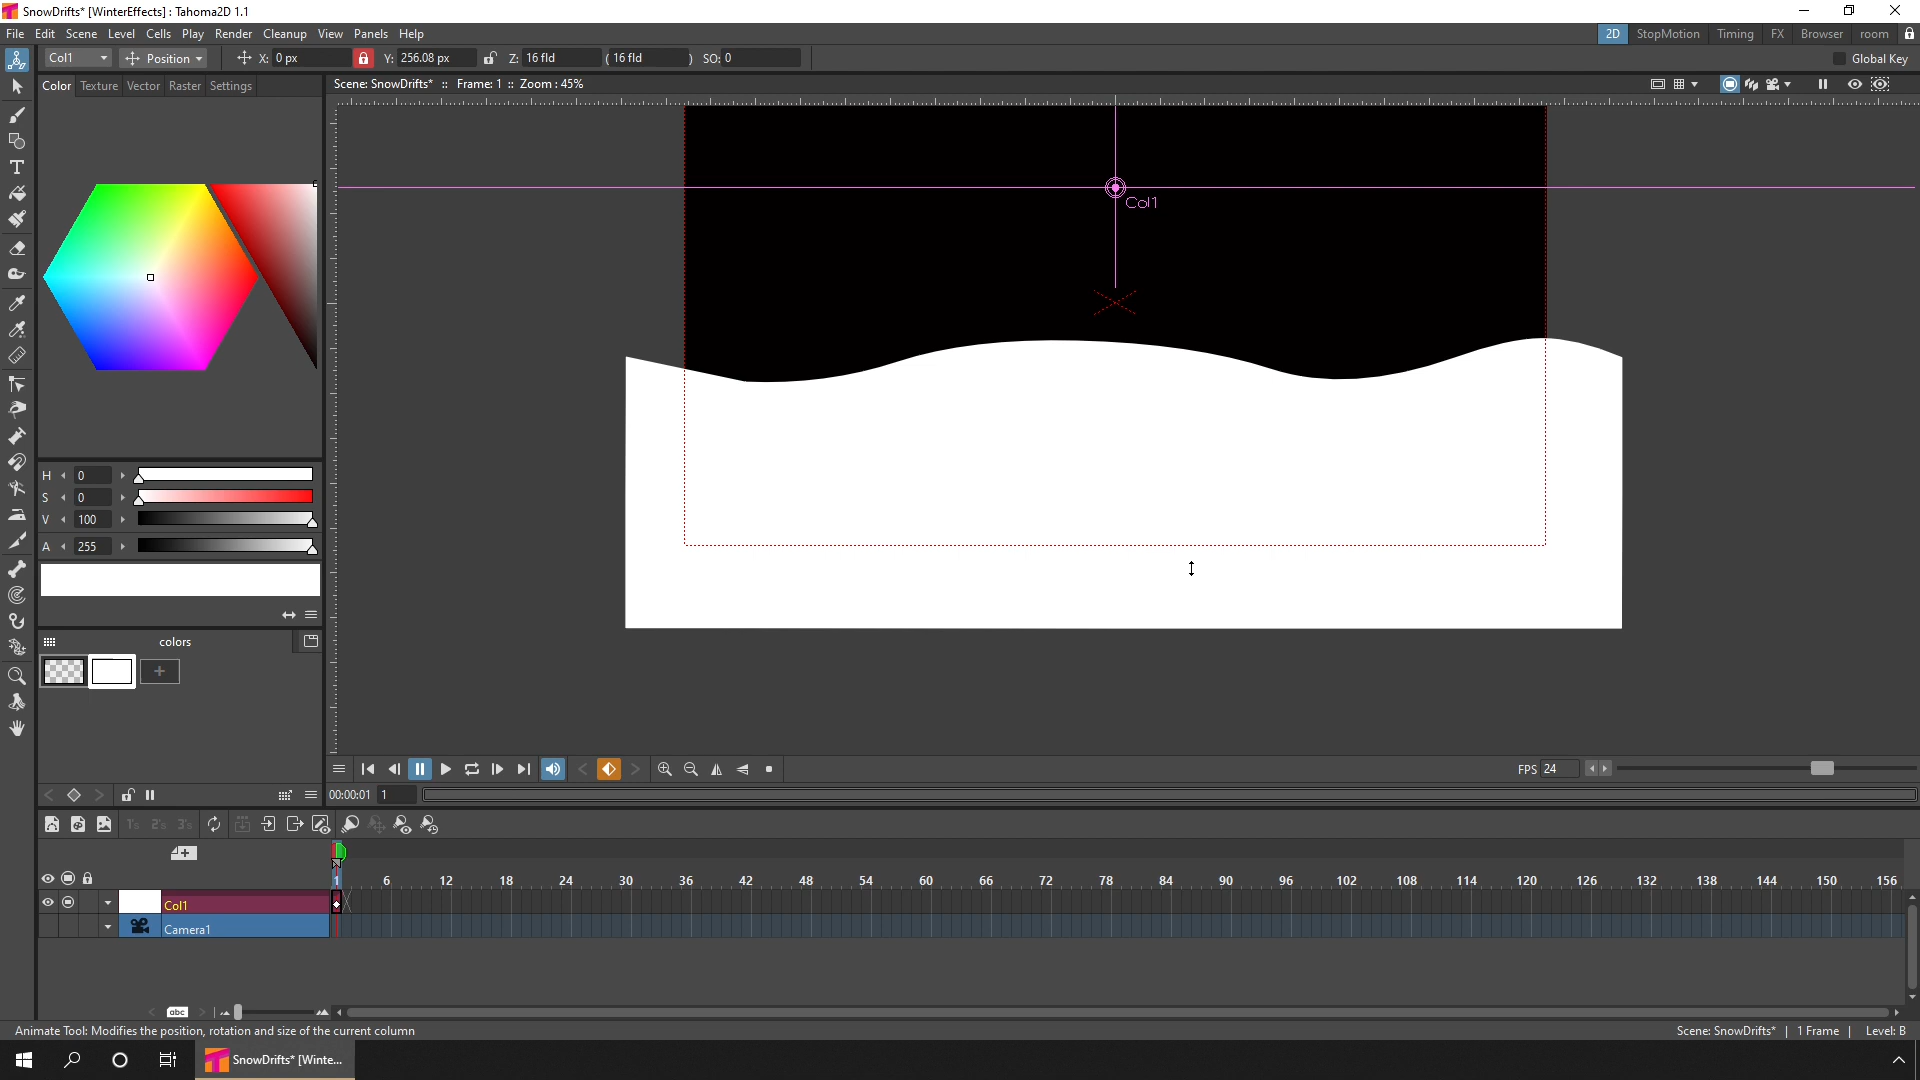 SnowDrifts* [WinterEffects] : Tahoma2D 1.1
File Edit Scene Level Cells Play Render Cleanup View Panels Help
2D StopMotion Timing FX Browser room
Col1 Position X: 0 px Y: 256.08 px Z: 16 fld ( 16 fld ) SO: 0 Global Key
Color Texture Vector Raster Settings
Scene: SnowDrifts* :: Frame: 1 :: Zoom : 45%
Col1
H 0
S 0
V 100
A 255
colors
+
FPS 24
00:00:01 1
1's 2's 3's
1 6 12 18 24 30 36 42 48 54 60 66 72 78 84 90 96 102 108 114 120 126 132 138 144 150 156
Col1
Camera1
abc
Animate Tool: Modifies the position, rotation and size of the current column
Scene: SnowDrifts* | 1 Frame | Level: B
SnowDrifts* [Winte...